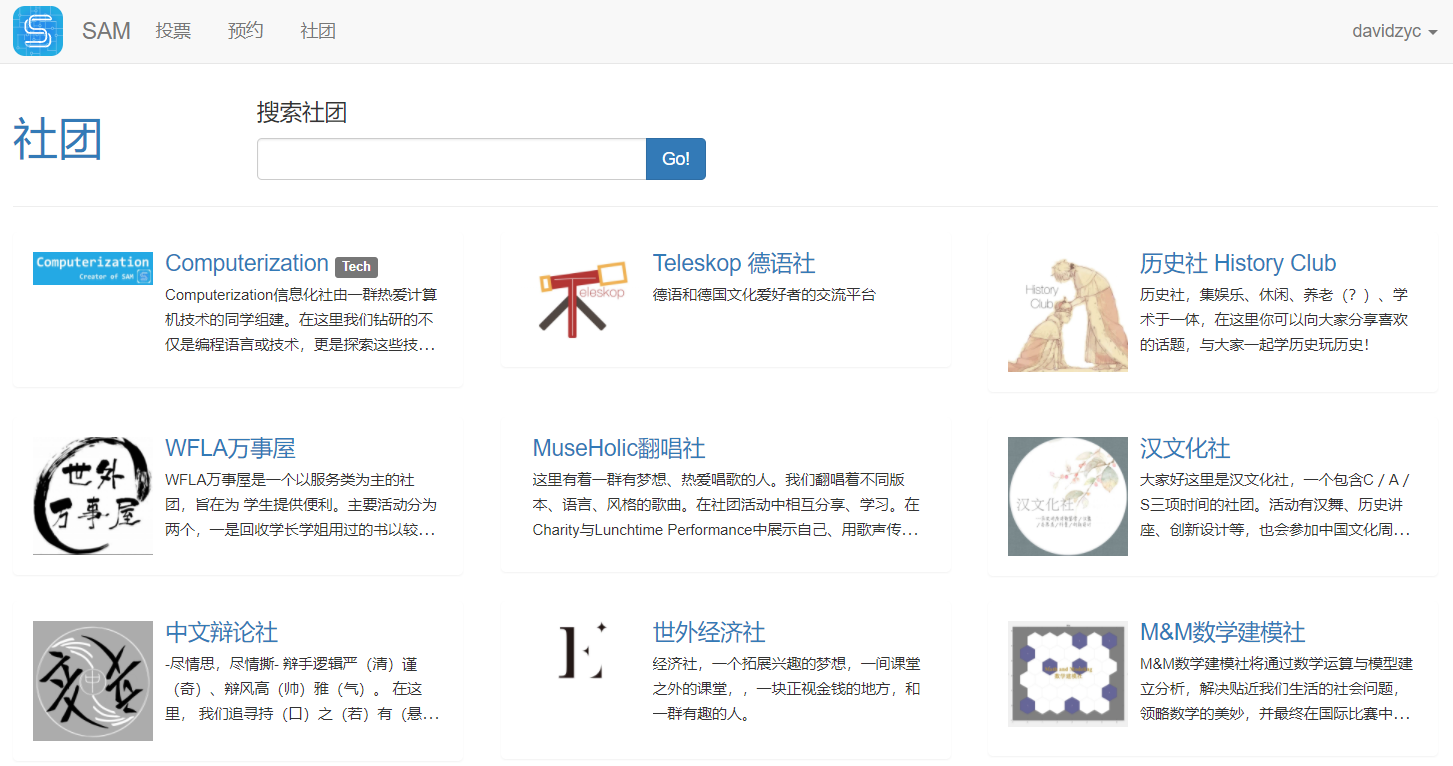 SAM 投票 预约 社团 davidzyc
社团
搜索社团
Go!
Computerization
Creator of SAM
Computerization Tech
Computerization信息化社由一群热爱计算
机技术的同学组建。在这里我们钻研的不
仅是编程语言或技术，更是探索这些技…
Teleskop
Teleskop 德语社
德语和德国文化爱好者的交流平台
History
Club
历史社 History Club
历史社，集娱乐、休闲、养老（？）、学
术于一体，在这里你可以向大家分享喜欢
的话题，与大家一起学历史玩历史！
世外
万事屋
WFLA万事屋
WFLA万事屋是一个以服务类为主的社
团，旨在为 学生提供便利。主要活动分为
两个，一是回收学长学姐用过的书以较…
MuseHolic翻唱社
这里有着一群有梦想、热爱唱歌的人。我们翻唱着不同版
本、语言、风格的歌曲。在社团活动中相互分享、学习。在
Charity与Lunchtime Performance中展示自己、用歌声传…
汉文化社
汉文化社
大家好这里是汉文化社，一个包含C / A /
S三项时间的社团。活动有汉舞、历史讲
座、创新设计等，也会参加中国文化周…
中文辩论社
-尽情思，尽情撕- 辩手逻辑严（清）谨
（奇）、辩风高（帅）雅（气）。 在这
里， 我们追寻持（口）之（若）有（悬…
E
世外经济社
经济社，一个拓展兴趣的梦想，一间课堂
之外的课堂，，一块正视金钱的地方，和
一群有趣的人。
M&M数学建模社
M&M数学建模社将通过数学运算与模型建
立分析，解决贴近我们生活的社会问题，
领略数学的美妙，并最终在国际比赛中…